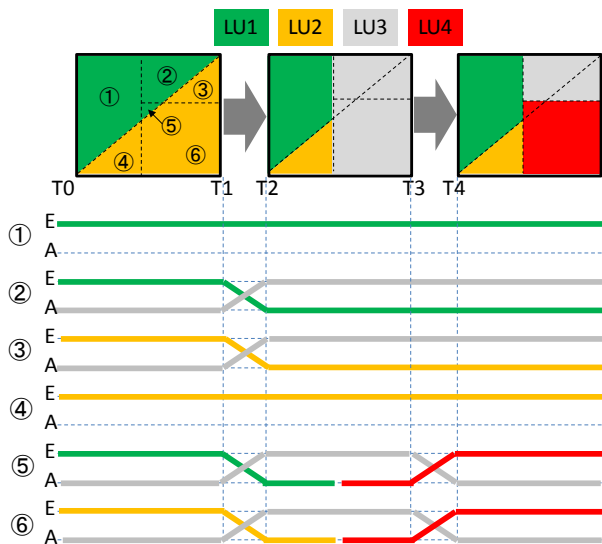 LU1 LU2 LU3 LU4
② ③
①
⑤
④ ⑥
T0 T1 T2 T3 T4
① E
A
② E
A
③ E
A
④ E
A
⑤ E
A
⑥ E
A